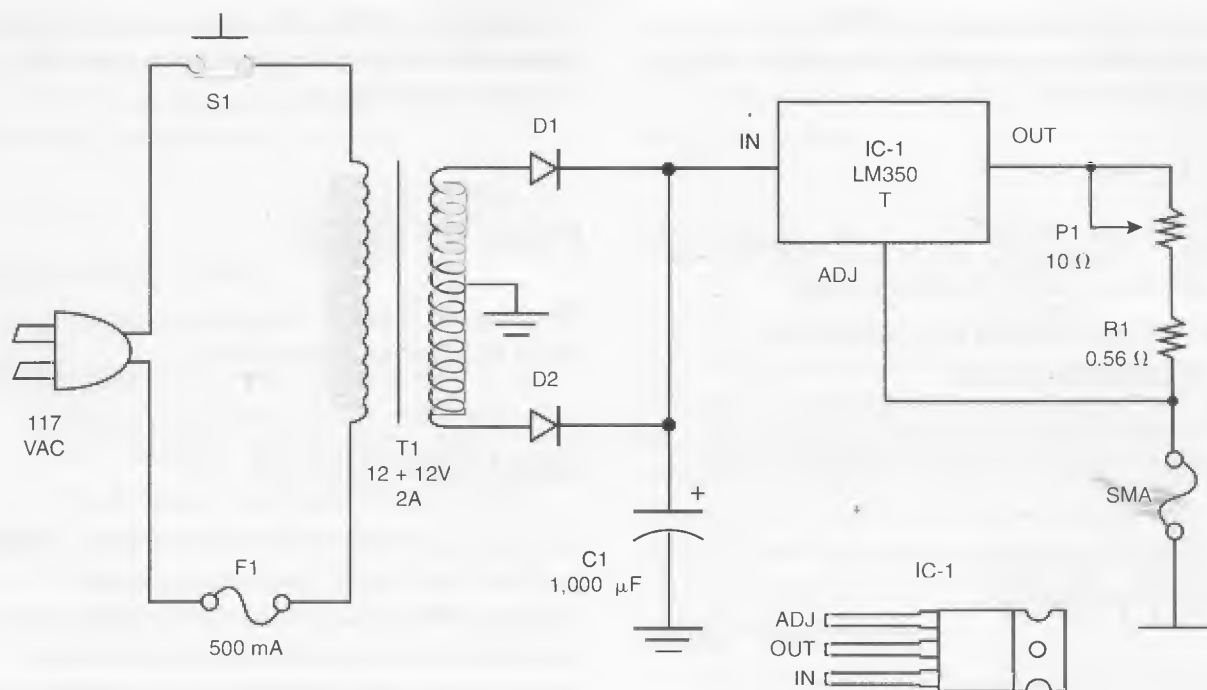 S1
D1
IN
IC-1
LM350
T
OUT
ADJ
P1
10 Ω
R1
0.56 Ω
117
VAC
T1
12 + 12V
2A
D2
SMA
+
C1
1,000 µF
F1
500 mA
IC-1
ADJ
OUT
IN